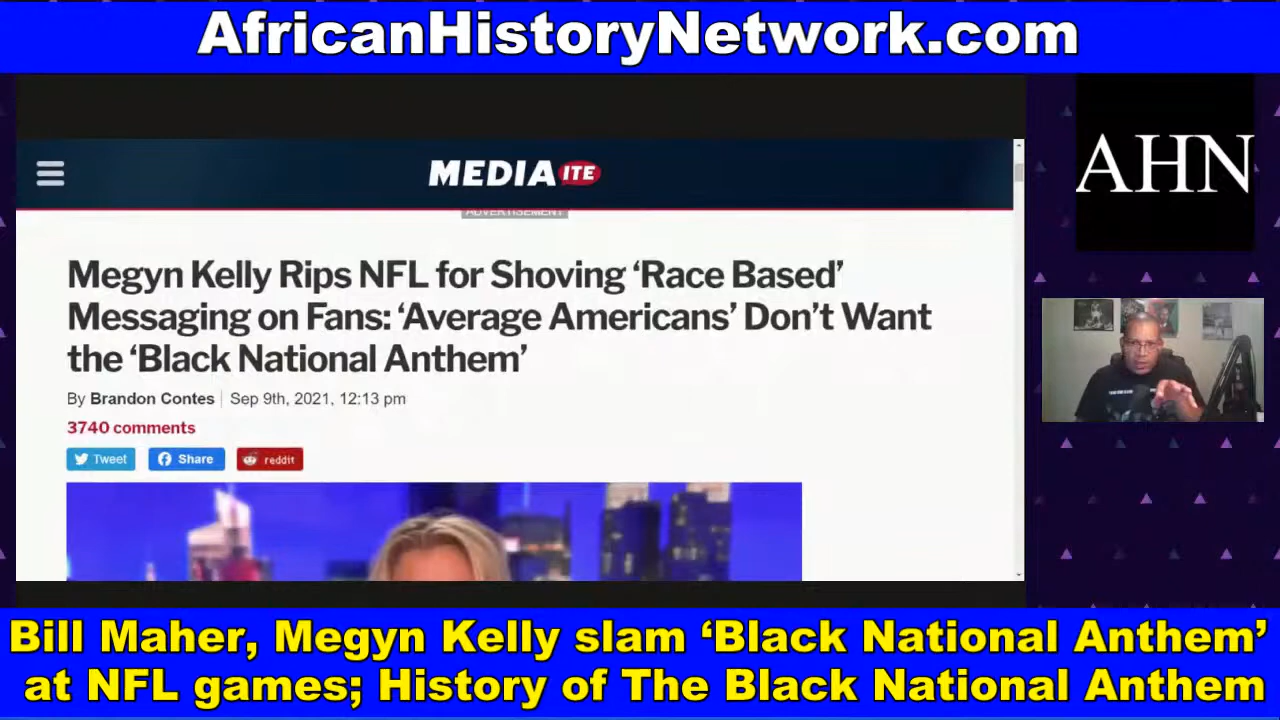 AfricanHistoryNetwork.com
MEDIAITE
ADVERTISEMENT
AHN
Megyn Kelly Rips NFL for Shoving ‘Race Based’
Messaging on Fans: ‘Average Americans’ Don’t Want
the ‘Black National Anthem’
By Brandon Contes | Sep 9th, 2021, 12:13 pm
3740 comments
Tweet Share reddit
Bill Maher, Megyn Kelly slam ‘Black National Anthem’
at NFL games; History of The Black National Anthem